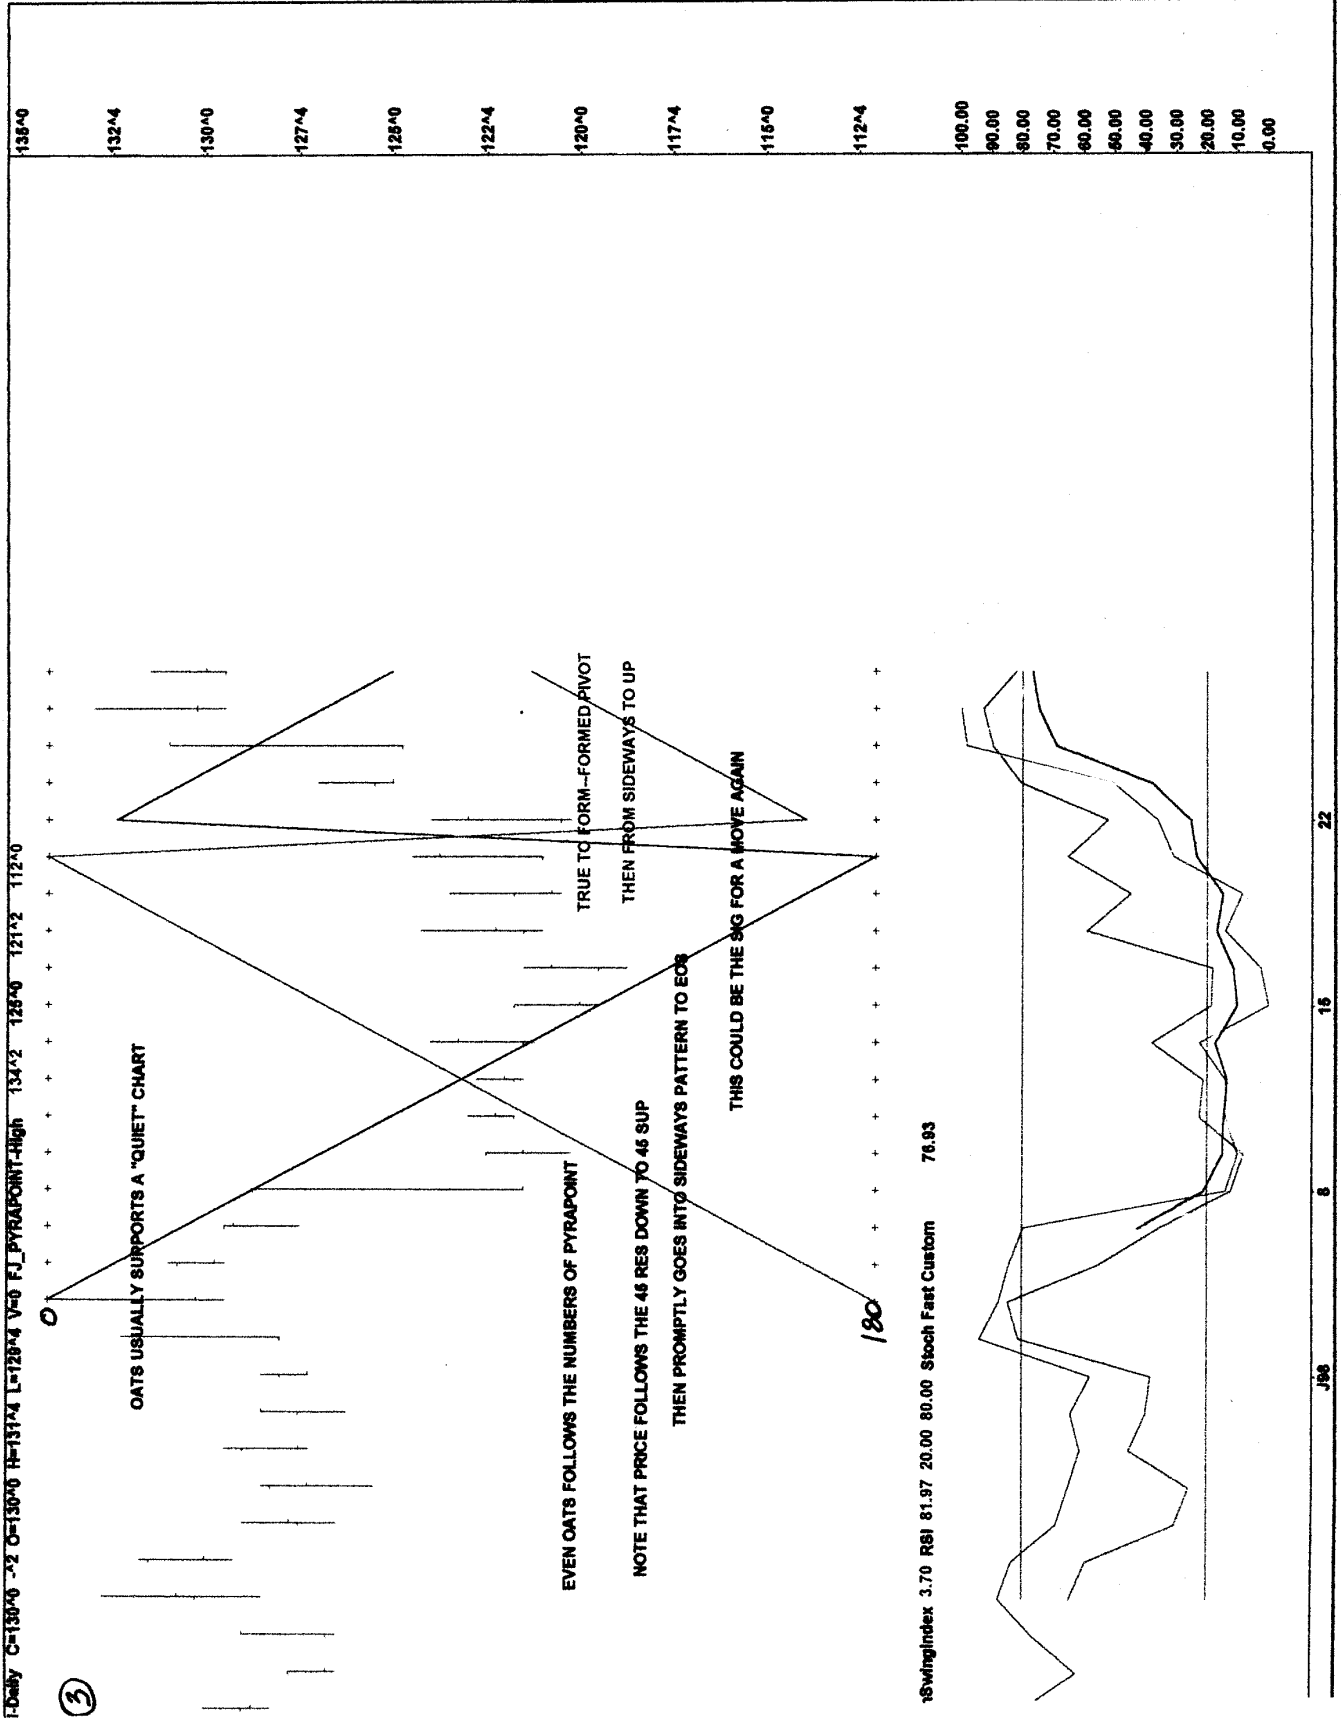 I-Daily C=130^0 -^2 O=130^0 H=131^4 L=129^4 V=0 FJ_PYRAPOINT-High 134^2 125^0 121^2 112^0
3
0
OATS USUALLY SUPPORTS A "QUIET" CHART
EVEN OATS FOLLOWS THE NUMBERS OF PYRAPOINT
NOTE THAT PRICE FOLLOWS THE 45 RES DOWN TO 45 SUP
THEN PROMPTLY GOES INTO SIDEWAYS PATTERN TO EOS
THIS COULD BE THE SIG FOR A MOVE AGAIN
TRUE TO FORM--FORMED PIVOT
THEN FROM SIDEWAYS TO UP
180
135^0
132^4
130^0
127^4
125^0
122^4
120^0
117^4
115^0
112^4
SwingIndex 3.70 RSI 81.97 20.00 80.00 Stoch Fast Custom 76.93
100.00
90.00
80.00
70.00
60.00
50.00
40.00
30.00
20.00
10.00
0.00
J98
8
15
22